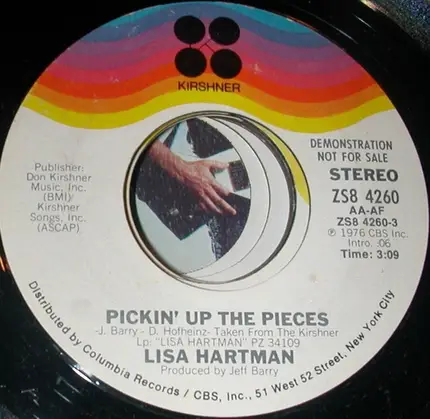 KIRSHNER
Publisher:
Don Kirshner
Music, Inc.
(BMI)/
Kirshner
Songs, Inc.
(ASCAP)
DEMONSTRATION
NOT FOR SALE
STEREO
ZS8 4260
AA-AF
ZS8 4260-3
℗ 1976 CBS Inc.
Intro. :06
Time: 3:09
PICKIN' UP THE PIECES
-J. Barry - D. Hofheinz- Taken From The Kirshner
Lp: "LISA HARTMAN" PZ 34109
LISA HARTMAN
Produced by Jeff Barry
Distributed by Columbia Records / CBS, Inc., 51 West 52 Street, New York City